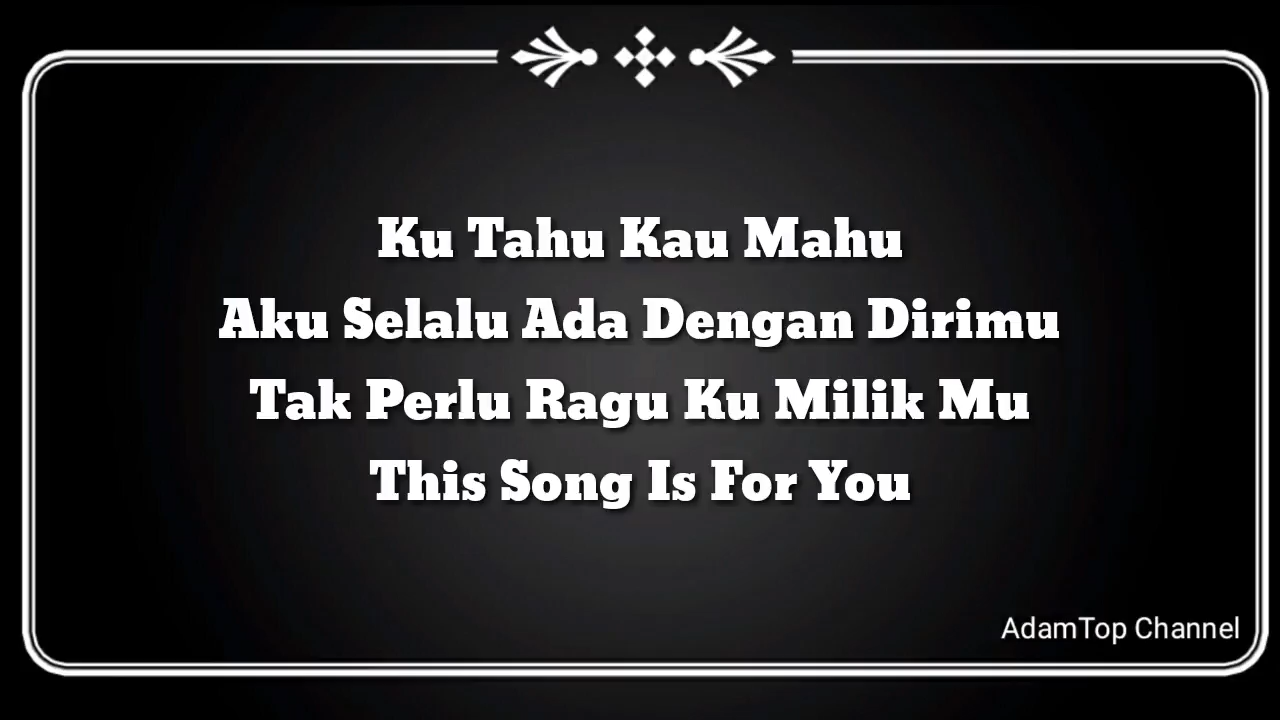 Ku Tahu Kau Mahu
Aku Selalu Ada Dengan Dirimu
Tak Perlu Ragu Ku Milik Mu
This Song Is For You
AdamTop Channel